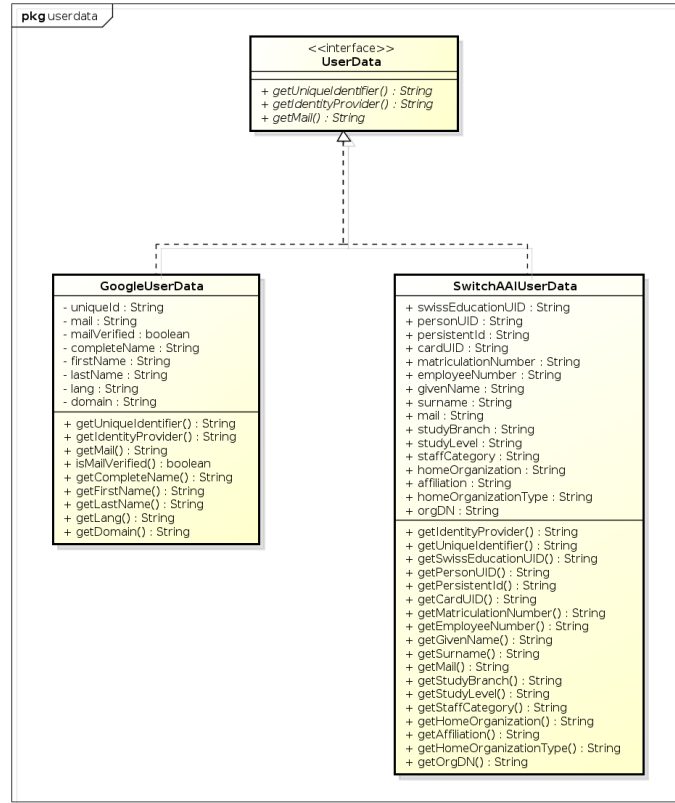 pkg userdata
<<interface>>
UserData
+ getUniqueIdentifier() : String
+ getIdentityProvider() : String
+ getMail() : String
GoogleUserData
- uniqueId : String
- mail : String
- mailVerified : boolean
- completeName : String
- firstName : String
- lastName : String
- lang : String
- domain : String
+ getUniqueIdentifier() : String
+ getIdentityProvider() : String
+ getMail() : String
+ isMailVerified() : boolean
+ getCompleteName() : String
+ getFirstName() : String
+ getLastName() : String
+ getLang() : String
+ getDomain() : String
SwitchAAIUserData
+ swissEducationUID : String
+ personUID : String
+ persistentId : String
+ cardUID : String
+ matriculationNumber : String
+ employeeNumber : String
+ givenName : String
+ surname : String
+ mail : String
+ studyBranch : String
+ studyLevel : String
+ staffCategory : String
+ homeOrganization : String
+ affiliation : String
+ homeOrganizationType : String
+ orgDN : String
+ getIdentityProvider() : String
+ getUniqueIdentifier() : String
+ getSwissEducationUID() : String
+ getPersonUID() : String
+ getPersistentId() : String
+ getCardUID() : String
+ getMatriculationNumber() : String
+ getEmployeeNumber() : String
+ getGivenName() : String
+ getSurname() : String
+ getMail() : String
+ getStudyBranch() : String
+ getStudyLevel() : String
+ getStaffCategory() : String
+ getHomeOrganization() : String
+ getAffiliation() : String
+ getHomeOrganizationType() : String
+ getOrgDN() : String